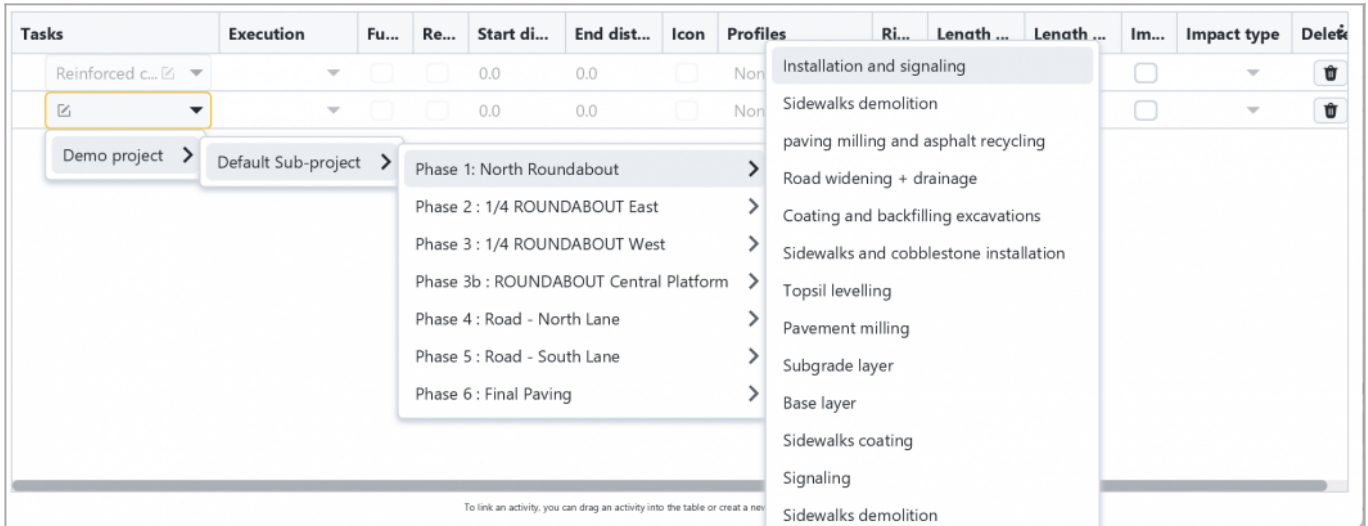 Tasks Execution Fu... Re... Start di... End dist... Icon Profiles Ri... Length ... Length ... Im... Impact type Delete
Reinforced c... 0.0 0.0 Non
0.0 0.0 Non
Demo project
Default Sub-project
Phase 1: North Roundabout
Phase 2 : 1/4 ROUNDABOUT East
Phase 3 : 1/4 ROUNDABOUT West
Phase 3b : ROUNDABOUT Central Platform
Phase 4 : Road - North Lane
Phase 5 : Road - South Lane
Phase 6 : Final Paving
Installation and signaling
Sidewalks demolition
paving milling and asphalt recycling
Road widening + drainage
Coating and backfilling excavations
Sidewalks and cobblestone installation
Topsil levelling
Pavement milling
Subgrade layer
Base layer
Sidewalks coating
Signaling
Sidewalks demolition
To link an activity, you can drag an activity into the table or creat a new